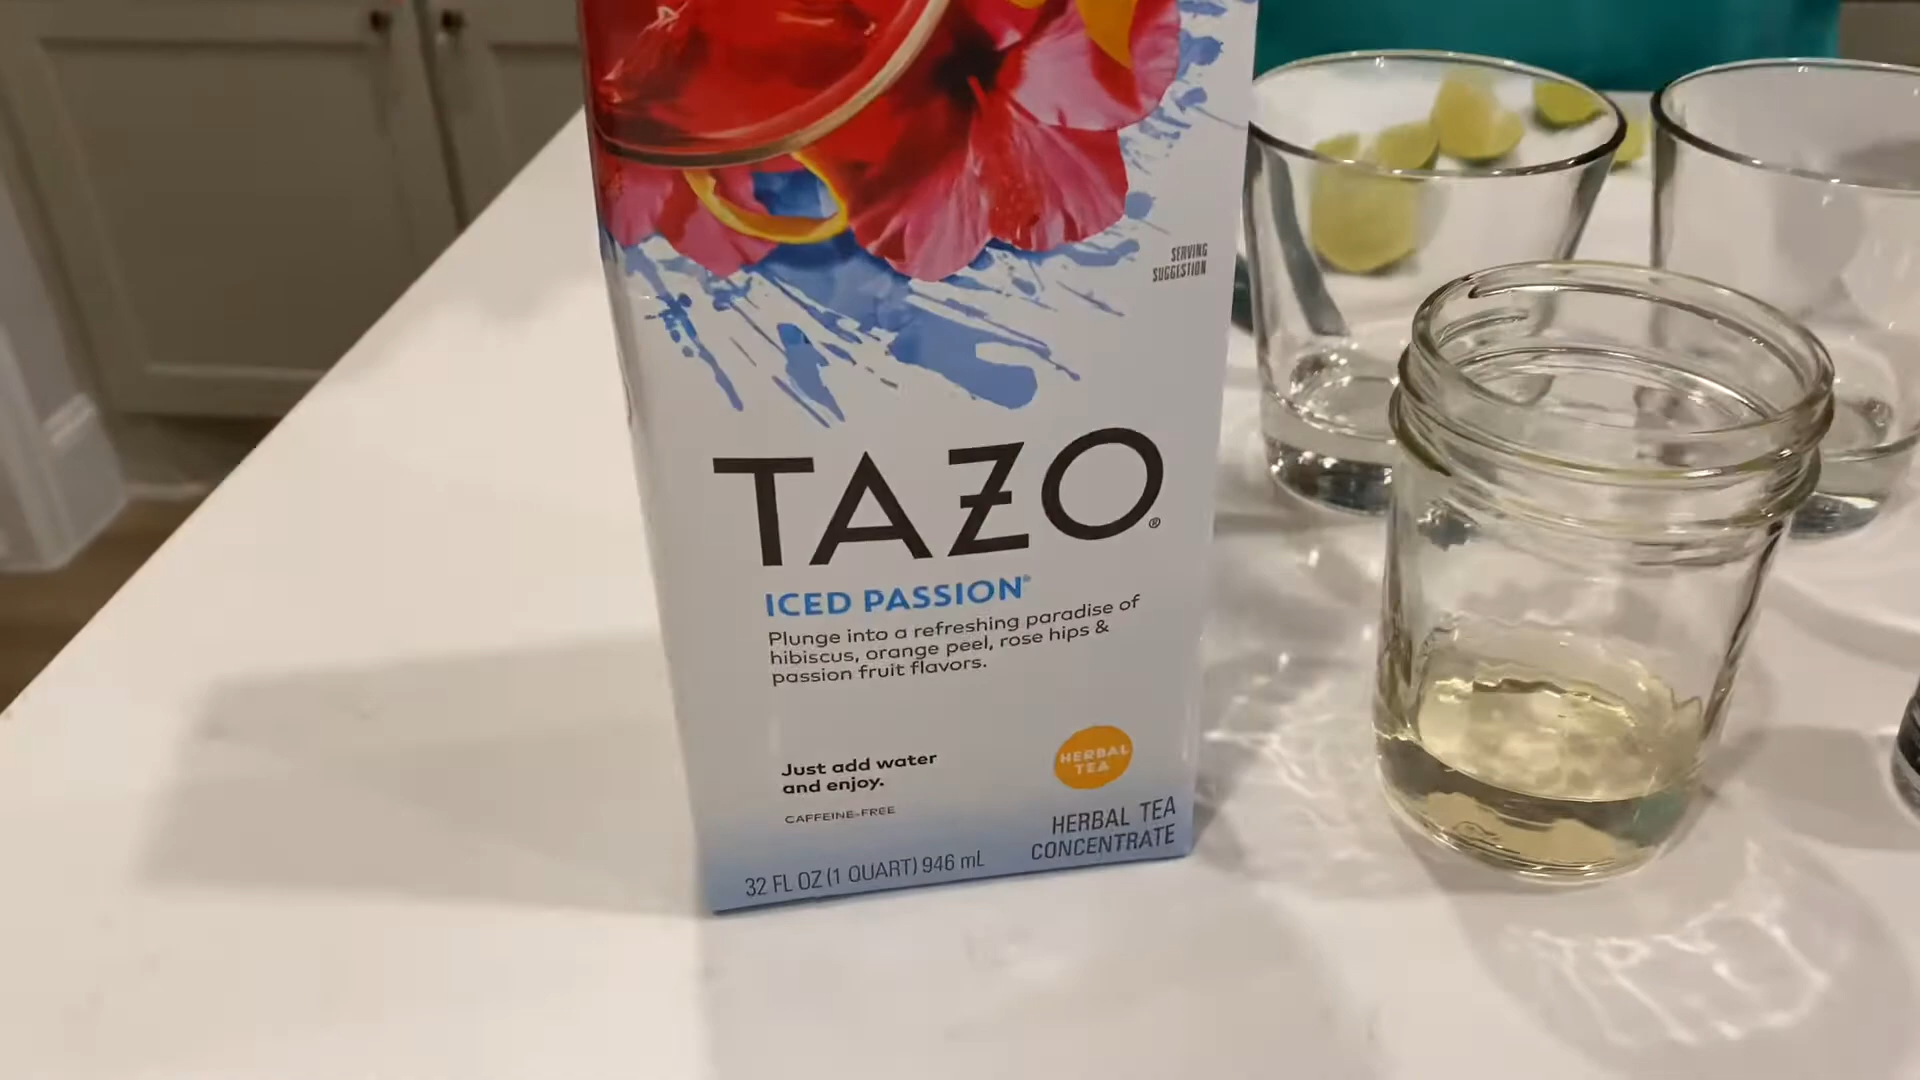 SERVING
SUGGESTION
TAZO®
ICED PASSION®
Plunge into a refreshing paradise of
hibiscus, orange peel, rose hips &
passion fruit flavors.
Just add water
and enjoy.
CAFFEINE-FREE
HERBAL
TEA
32 FL OZ (1 QUART) 946 mL
HERBAL TEA
CONCENTRATE